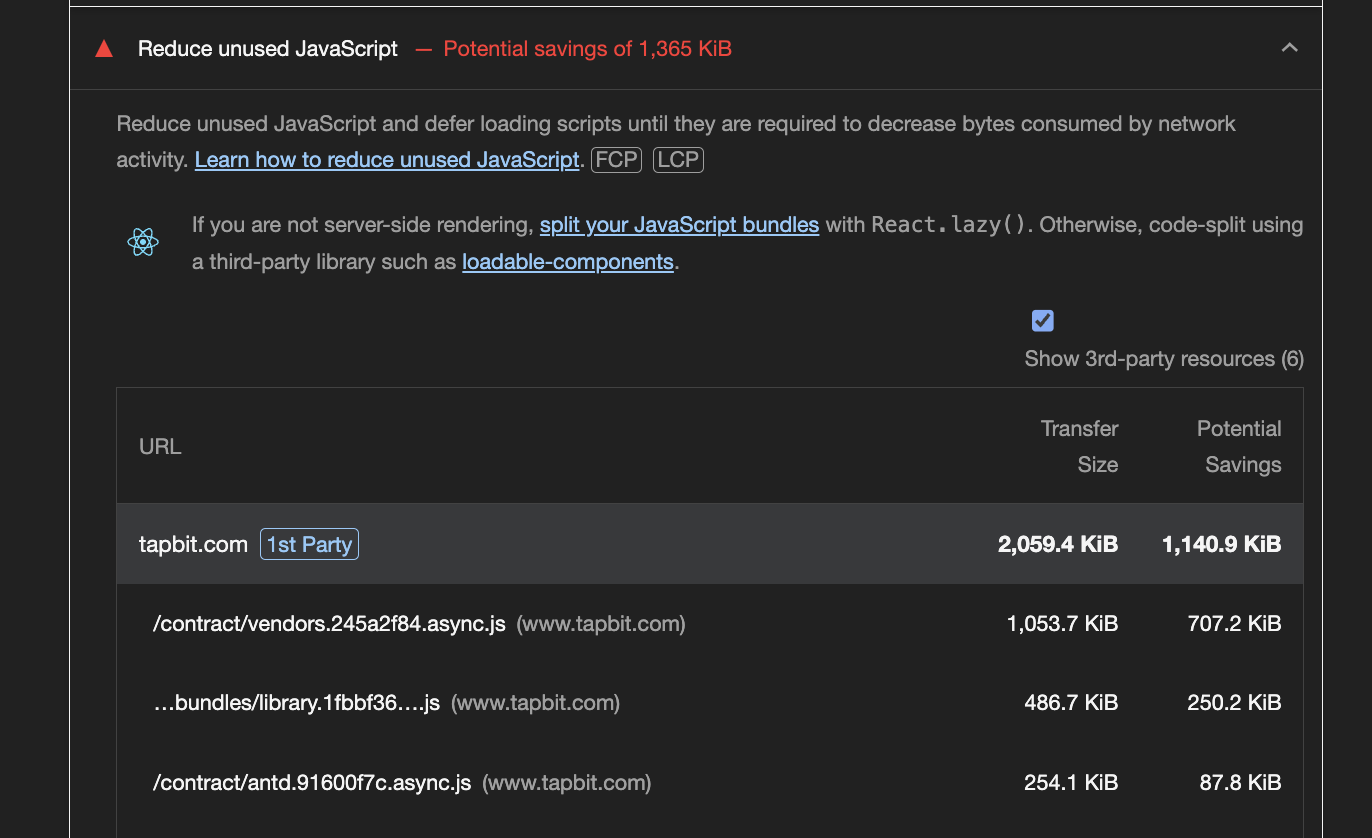 Reduce unused JavaScript — Potential savings of 1,365 KiB
Reduce unused JavaScript and defer loading scripts until they are required to decrease bytes consumed by network
activity. Learn how to reduce unused JavaScript. FCP LCP
If you are not server-side rendering, split your JavaScript bundles with React.lazy(). Otherwise, code-split using
a third-party library such as loadable-components.
Show 3rd-party resources (6)
URL
Transfer
Size
Potential
Savings
tapbit.com 1st Party 2,059.4 KiB 1,140.9 KiB
/contract/vendors.245a2f84.async.js (www.tapbit.com) 1,053.7 KiB 707.2 KiB
…bundles/library.1fbbf36….js (www.tapbit.com) 486.7 KiB 250.2 KiB
/contract/antd.91600f7c.async.js (www.tapbit.com) 254.1 KiB 87.8 KiB